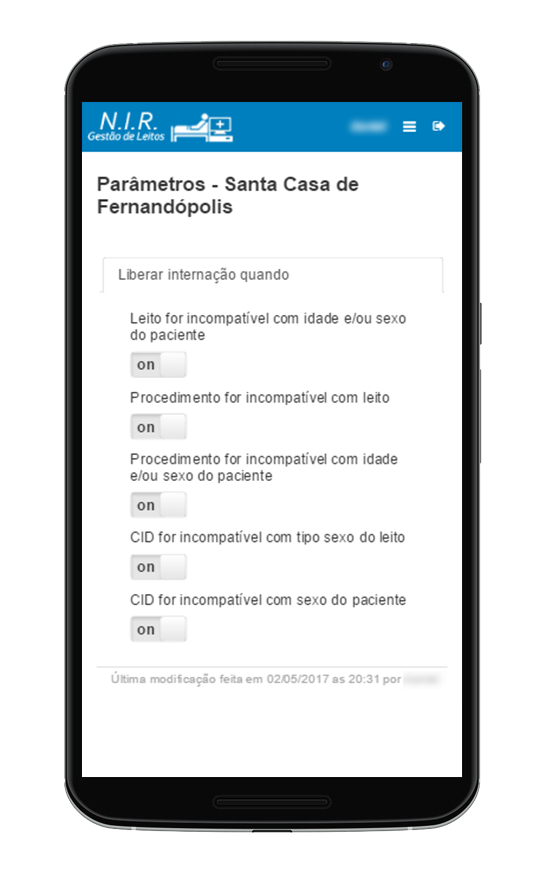 N.I.R.
Gestão de Leitos
Parâmetros - Santa Casa de
Fernandópolis
Liberar internação quando
Leito for incompatível com idade e/ou sexo
do paciente
on
Procedimento for incompatível com leito
on
Procedimento for incompatível com idade
e/ou sexo do paciente
on
CID for incompatível com tipo sexo do leito
on
CID for incompatível com sexo do paciente
on
Última modificação feita em 02/05/2017 as 20:31 por